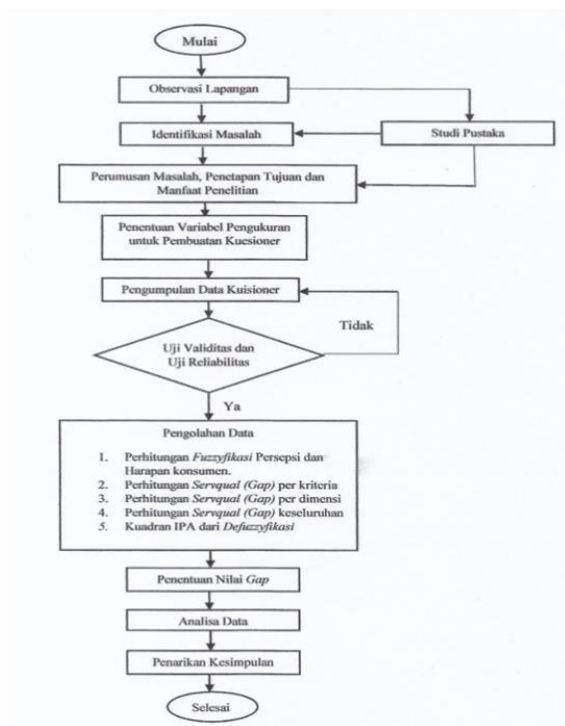 Mulai
Observasi Lapangan
Identifikasi Masalah
Studi Pustaka
Perumusan Masalah, Penetapan Tujuan dan
Manfaat Penelitian
Penentuan Variabel Pengukuran
untuk Pembuatan Kuesioner
Pengumpulan Data Kuisioner
Tidak
Uji Validitas dan
Uji Reliabilitas
Ya
Pengolahan Data
1. Perhitungan Fuzzyfikasi Persepsi dan
Harapan konsumen.
2. Perhitungan Servqual (Gap) per kriteria
3. Perhitungan Servqual (Gap) per dimensi
4. Perhitungan Servqual (Gap) keseluruhan
5. Kuadran IPA dari Defuzzyfikasi
Penentuan Nilai Gap
Analisa Data
Penarikan Kesimpulan
Selesai